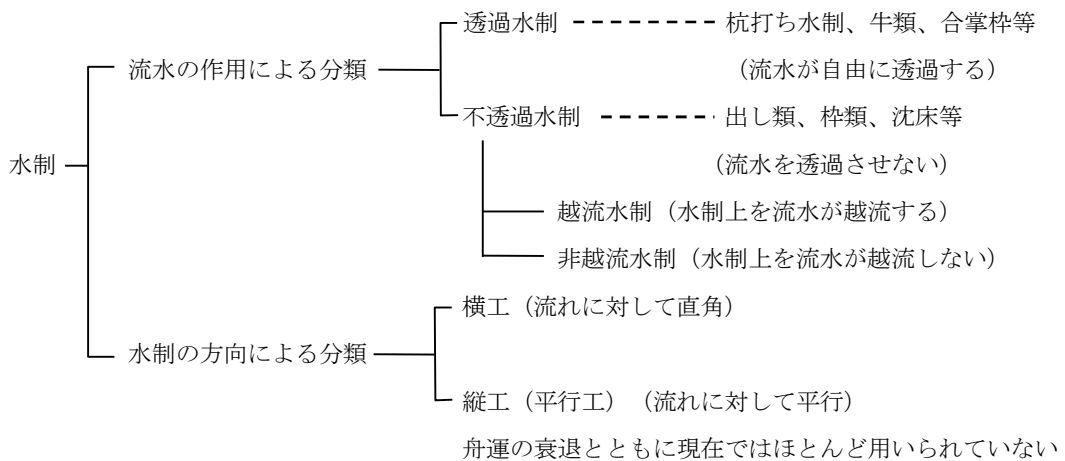 透過水制 杭打ち水制、牛類、合掌枠等
流水の作用による分類 (流水が自由に透過する)
不透過水制 出し類、枠類、沈床等
水制 (流水を透過させない)
越流水制(水制上を流水が越流する)
非越流水制(水制上を流水が越流しない)
横工(流れに対して直角)
水制の方向による分類
縦工(平行工)(流れに対して平行)
舟運の衰退とともに現在ではほとんど用いられていない